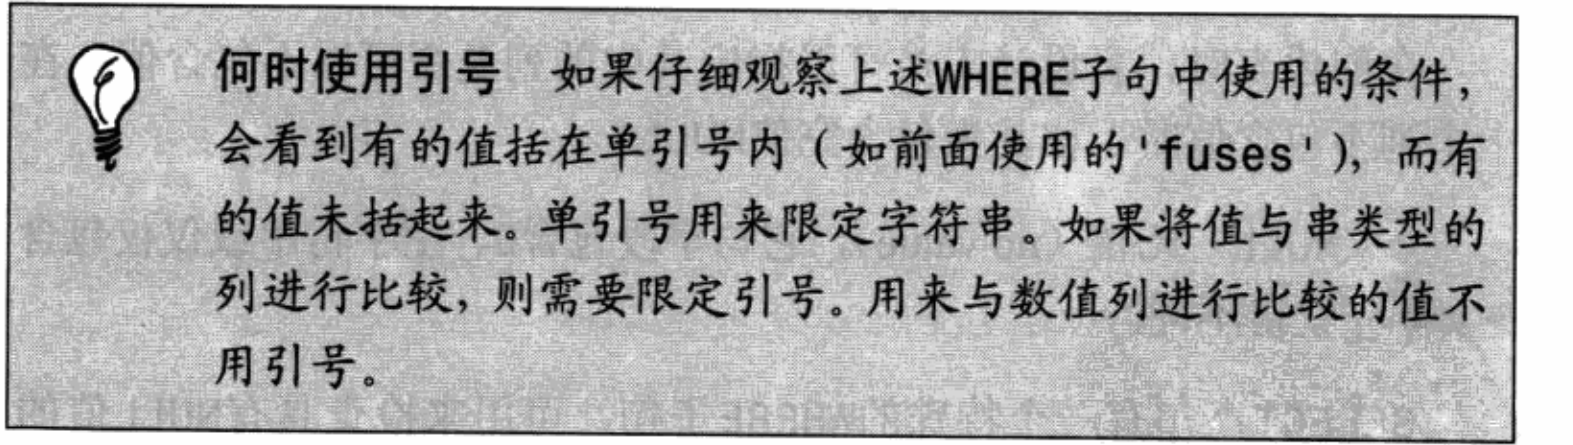 何时使用引号　如果仔细观察上述WHERE子句中使用的条件，
会看到有的值括在单引号内（如前面使用的'fuses'），而有
的值未括起来。单引号用来限定字符串。如果将值与串类型的
列进行比较，则需要限定引号。用来与数值列进行比较的值不
用引号。